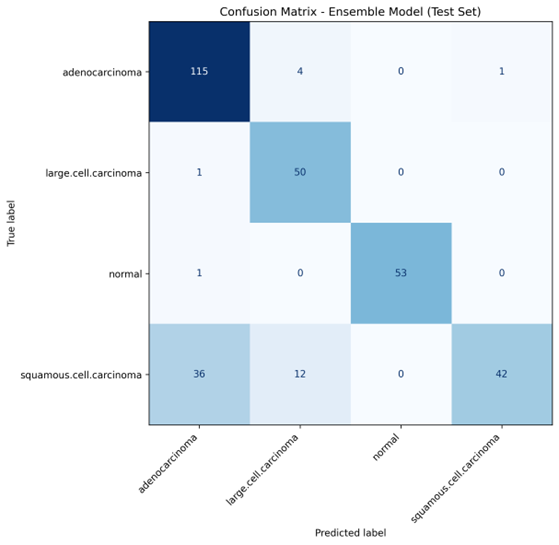 Confusion Matrix - Ensemble Model (Test Set)
True label
adenocarcinoma 115 4 0 1
large.cell.carcinoma 1 50 0 0
normal 1 0 53 0
squamous.cell.carcinoma 36 12 0 42
adenocarcinoma large.cell.carcinoma normal squamous.cell.carcinoma
Predicted label